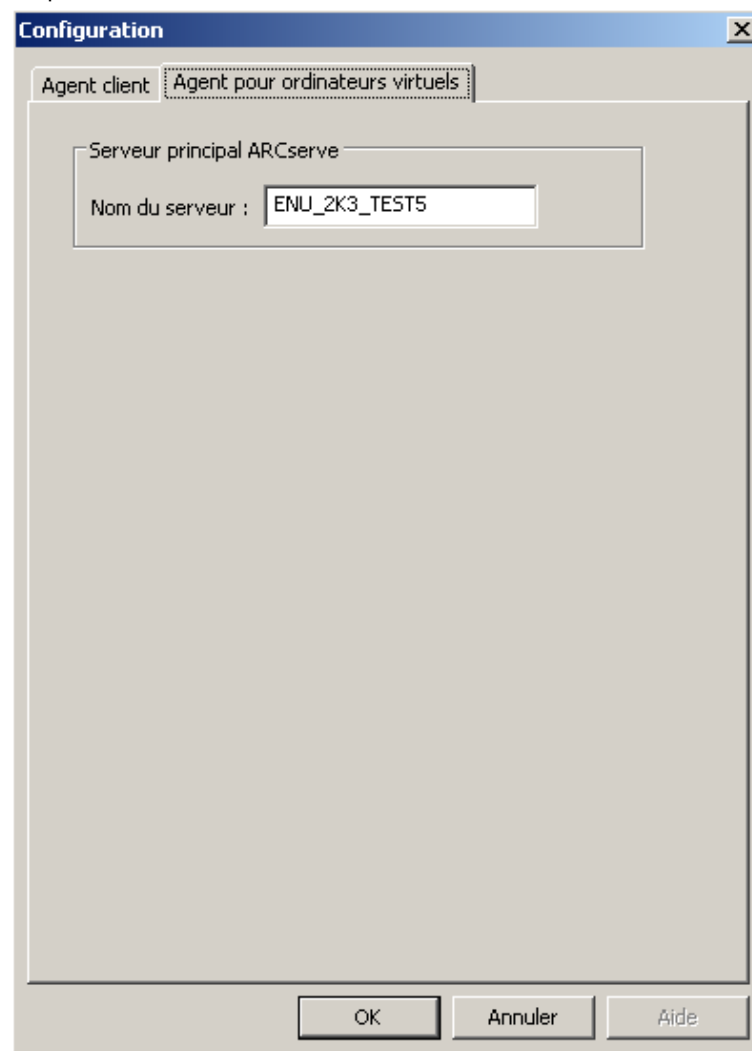 Configuration
Agent client Agent pour ordinateurs virtuels
Serveur principal ARCserve
Nom du serveur : ENU_2K3_TEST5
OK Annuler Aide